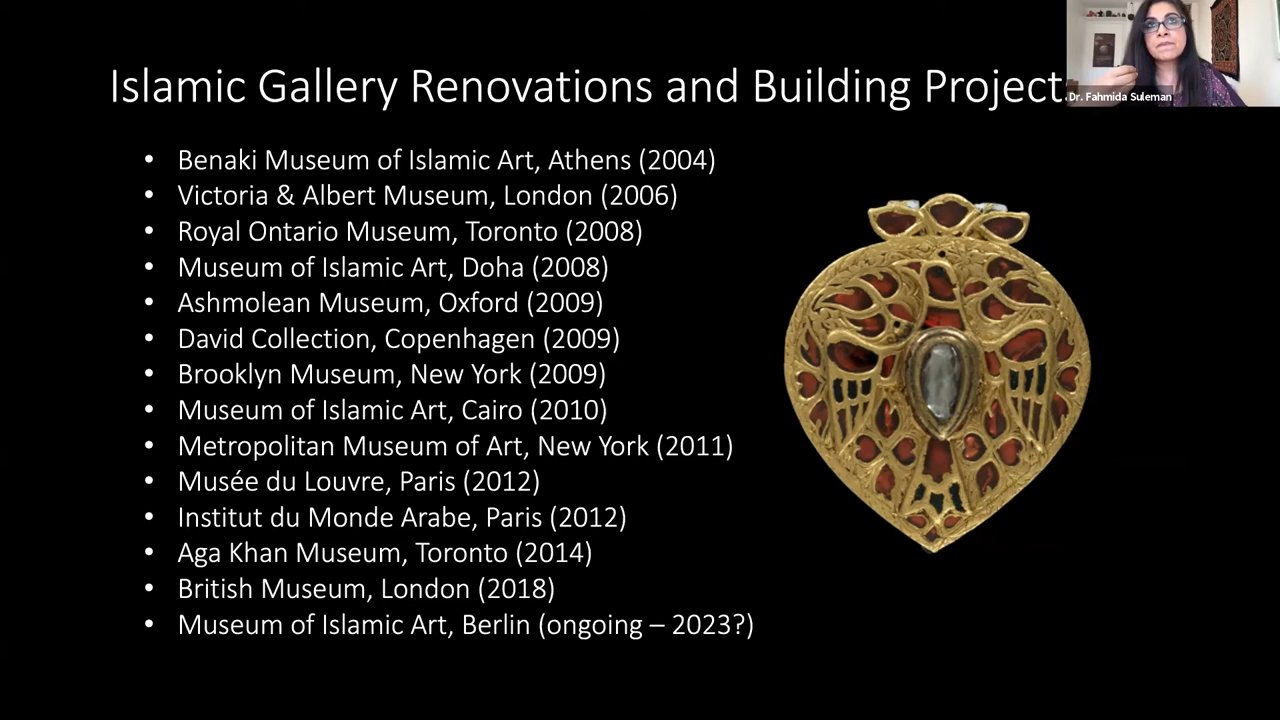 Islamic Gallery Renovations and Building Project
Dr. Fahmida Suleman
• Benaki Museum of Islamic Art, Athens (2004)
• Victoria & Albert Museum, London (2006)
• Royal Ontario Museum, Toronto (2008)
• Museum of Islamic Art, Doha (2008)
• Ashmolean Museum, Oxford (2009)
• David Collection, Copenhagen (2009)
• Brooklyn Museum, New York (2009)
• Museum of Islamic Art, Cairo (2010)
• Metropolitan Museum of Art, New York (2011)
• Musée du Louvre, Paris (2012)
• Institut du Monde Arabe, Paris (2012)
• Aga Khan Museum, Toronto (2014)
• British Museum, London (2018)
• Museum of Islamic Art, Berlin (ongoing – 2023?)